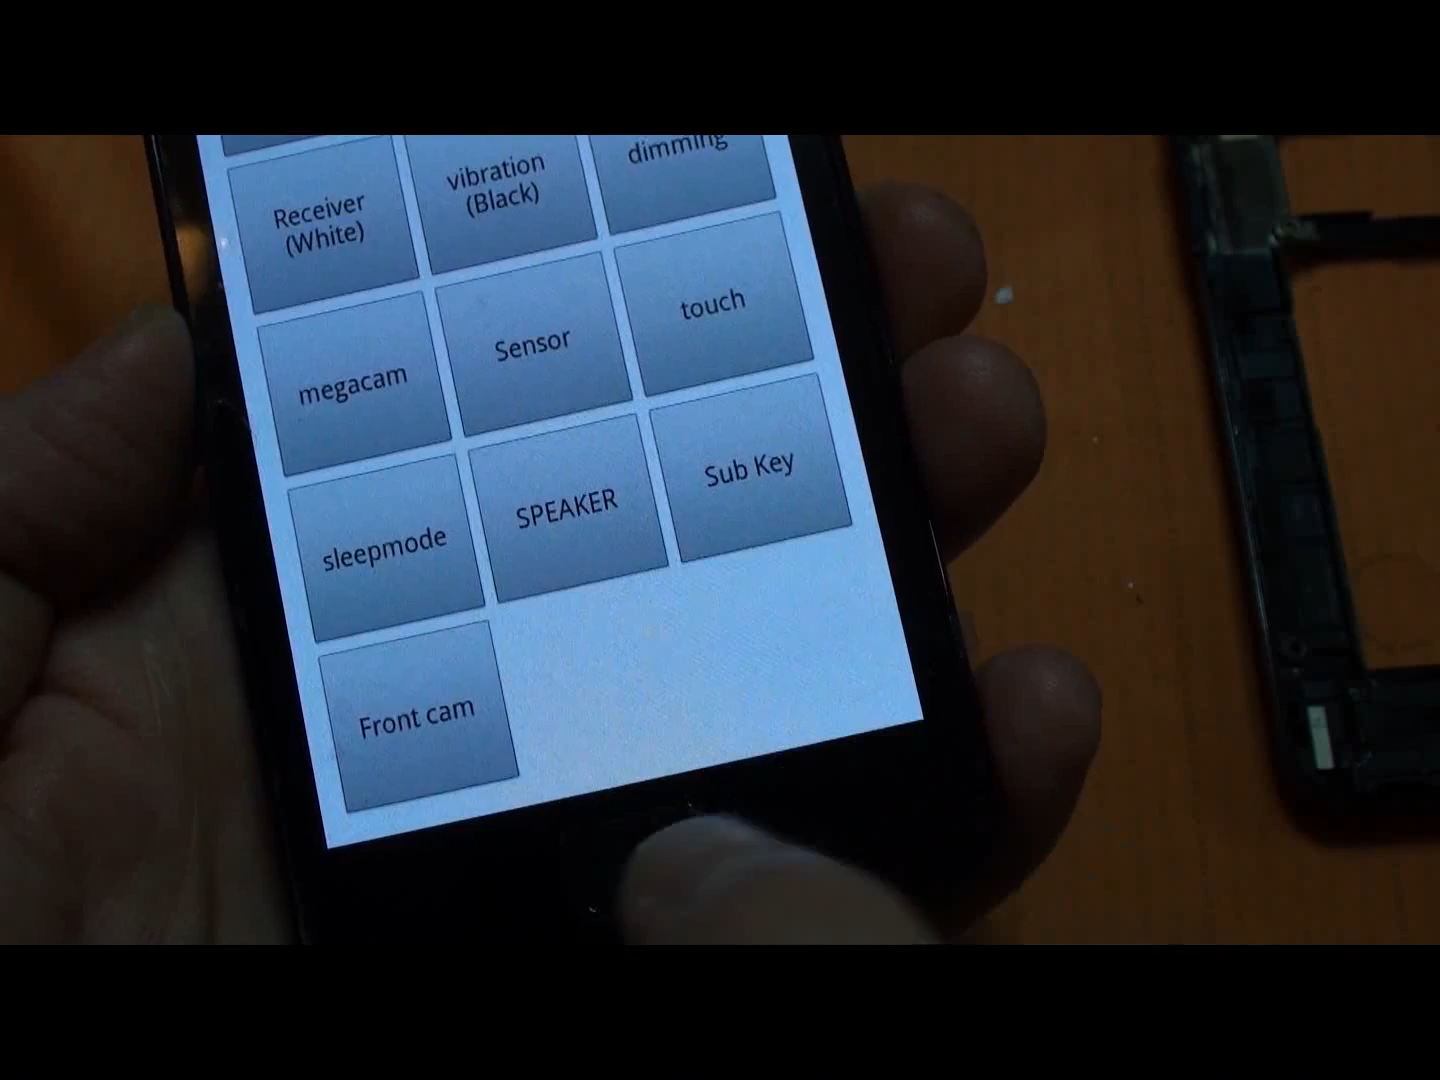 Receiver
(White)
vibration
(Black)
dimming
megacam
Sensor
touch
sleepmode
SPEAKER
Sub Key
Front cam